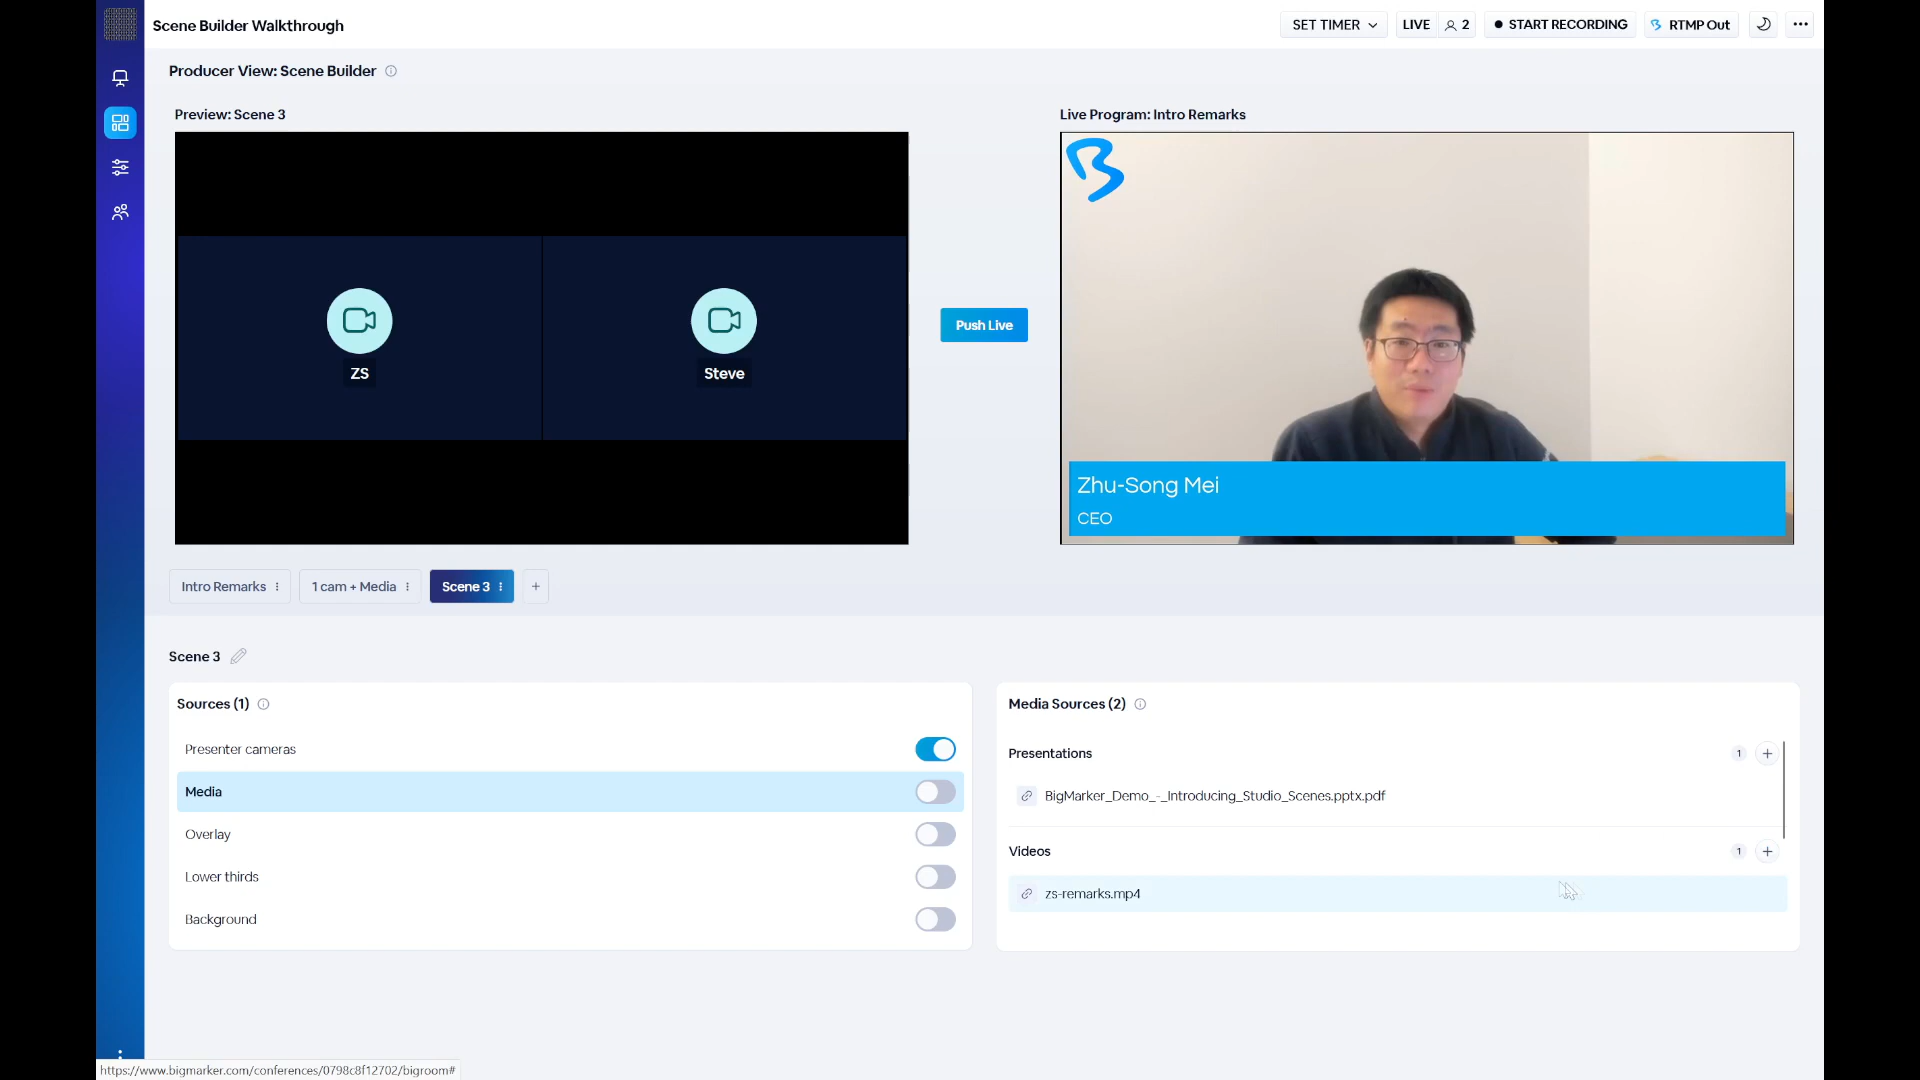 Scene Builder Walkthrough
SET TIMER
LIVE
2
START RECORDING
RTMP Out
Producer View: Scene Builder
Preview: Scene 3
Live Program: Intro Remarks
ZS
Steve
Push Live
Zhu-Song Mei
CEO
Intro Remarks
1 cam + Media
Scene 3
+
Scene 3
Sources (1)
Presenter cameras
Media
Overlay
Lower thirds
Background
Media Sources (2)
Presentations
1
BigMarker_Demo_-_Introducing_Studio_Scenes.pptx.pdf
Videos
1
zs-remarks.mp4
https://www.bigmarker.com/conferences/0798c8f12702/bigroom#